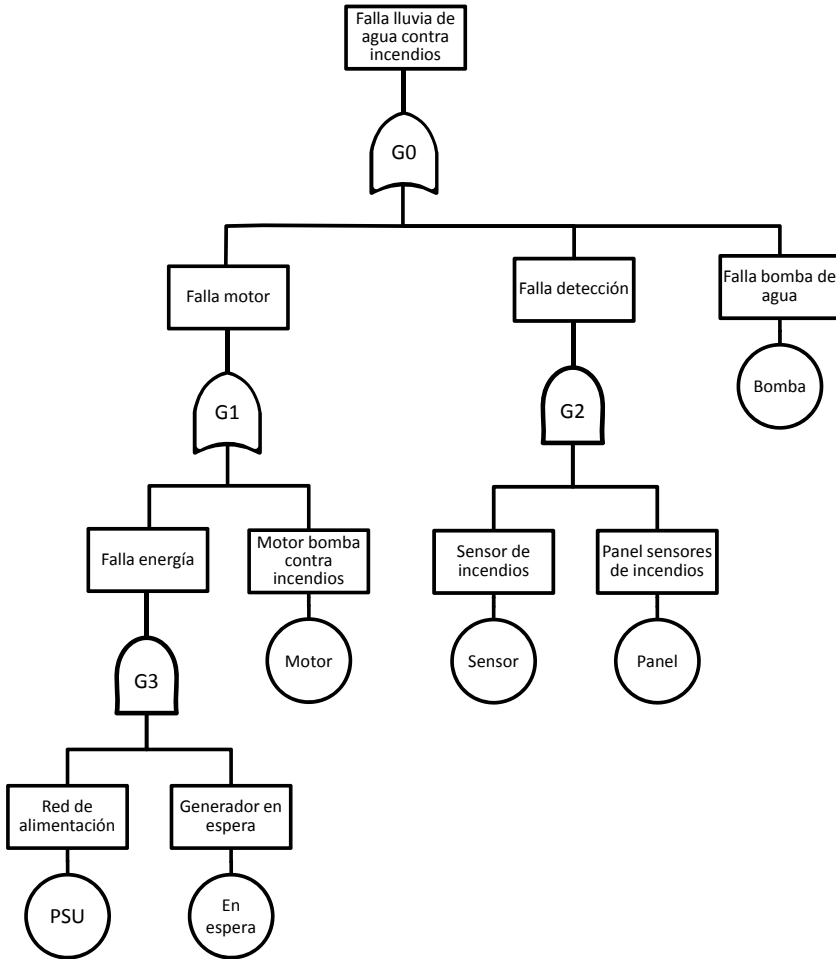 Falla lluvia de
agua contra
incendios
G0
Falla motor
Falla detección
Falla bomba de
agua
Bomba
G1
G2
Falla energía
Motor bomba
contra
incendios
Sensor de
incendios
Panel sensores
de incendios
Motor
Sensor
Panel
G3
Red de
alimentación
Generador en
espera
PSU
En
espera